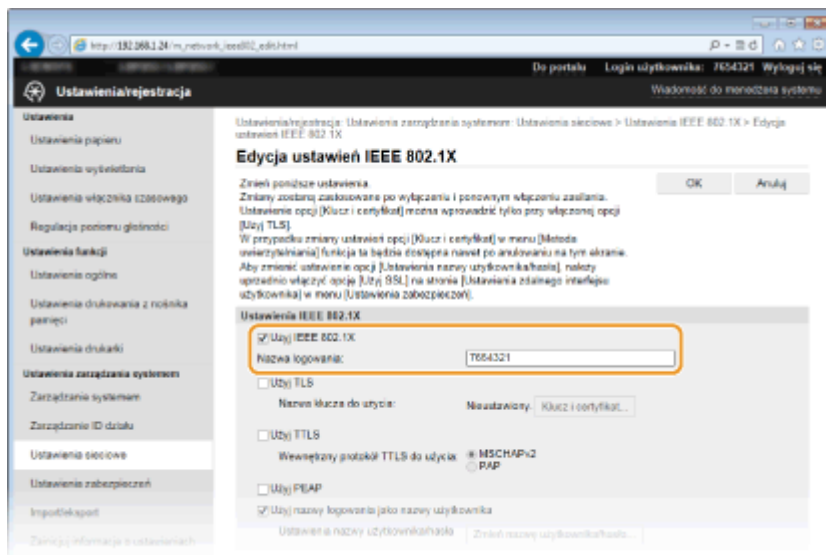 http://192.168.1.24/m_network_ieee802_edit.html
Do portalu Login użytkownika: 7654321 Wyloguj się
Ustawienia/rejestracja
Wiadomość do menedżera systemu
Ustawienia
Ustawienia papieru
Ustawienia wyświetlania
Ustawienia włącznika czasowego
Regulacja poziomu głośności
Ustawienia funkcji
Ustawienia ogólne
Ustawienia drukowania z nośnika
pamięci
Ustawienia drukarki
Ustawienia zarządzania systemem
Zarządzanie systemem
Zarządzanie ID działu
Ustawienia sieciowe
Ustawienia zabezpieczeń
Import/eksport
Zainicjuj informacje o ustawieniach
Ustawienia/rejestracja: Ustawienia zarządzania systemem: Ustawienia sieciowe > Ustawienia IEEE 802.1X > Edycja
ustawień IEEE 802.1X
Edycja ustawień IEEE 802.1X
OK Anuluj
Zmień poniższe ustawienia.
Zmiany zostaną zastosowane po wyłączeniu i ponownym włączeniu zasilania.
Ustawienie opcji [Klucz i certyfikat] można wprowadzić tylko przy włączonej opcji
[Użyj TLS].
W przypadku zmiany ustawień opcji [Klucz i certyfikat] w menu [Metoda
uwierzytelniania] funkcja ta będzie dostępna nawet po anulowaniu na tym ekranie.
Aby zmienić ustawienie opcji [Ustawienia nazwy użytkownika/hasła], należy
uprzednio włączyć opcję [Użyj SSL] na stronie [Ustawienia zdalnego interfejsu
użytkownika] w menu [Ustawienia zabezpieczeń].
Ustawienia IEEE 802.1X
Użyj IEEE 802.1X
Nazwa logowania: 7654321
Użyj TLS
Nazwa klucza do użycia: Nieustawiony. Klucz i certyfikat...
Użyj TTLS
Wewnętrzny protokół TTLS do użycia: MSCHAPv2
PAP
Użyj PEAP
Użyj nazwy logowania jako nazwy użytkownika
Ustawienia nazwy użytkownika/hasła Zmień nazwę użytkownika/hasło...